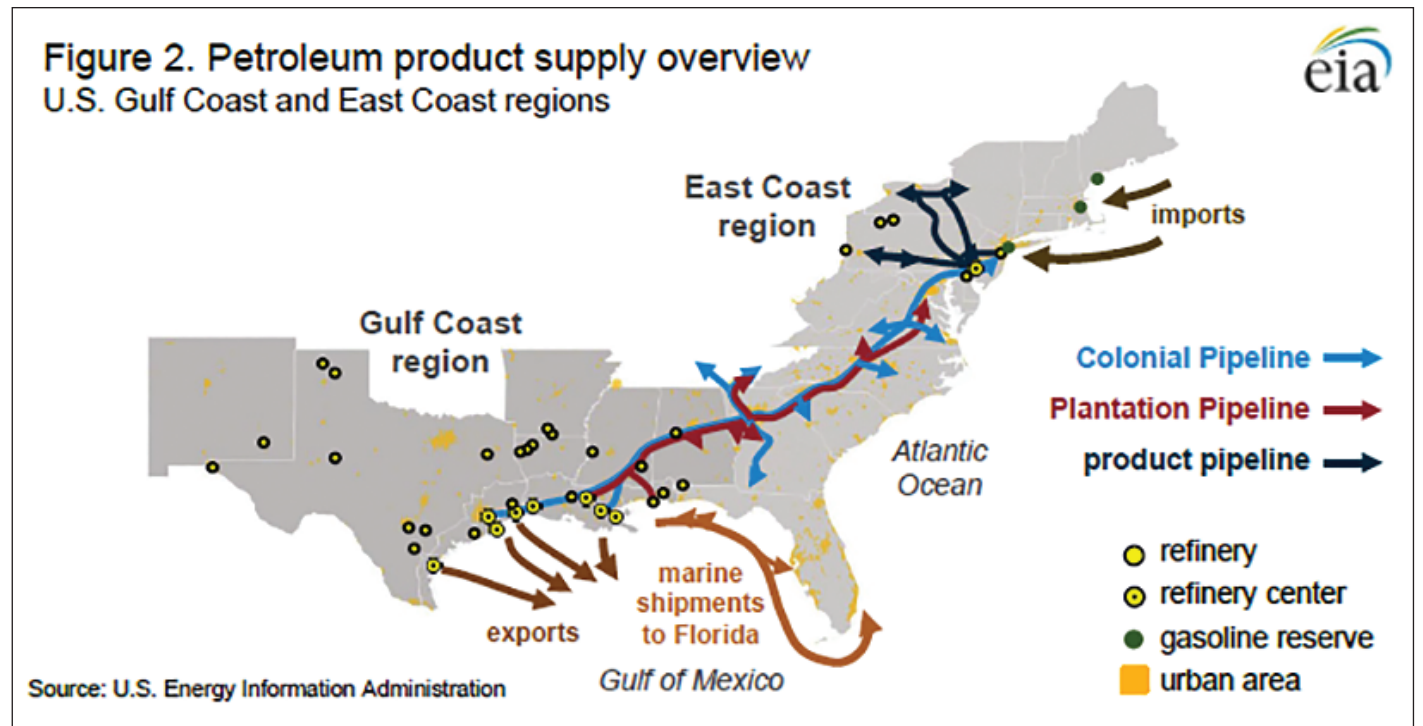 Figure 2. Petroleum product supply overview
U.S. Gulf Coast and East Coast regions
eia
East Coast
region
imports
Gulf Coast
region
Colonial Pipeline
Plantation Pipeline
product pipeline
Atlantic
Ocean
refinery
refinery center
gasoline reserve
urban area
marine
shipments
to Florida
exports
Gulf of Mexico
Source: U.S. Energy Information Administration